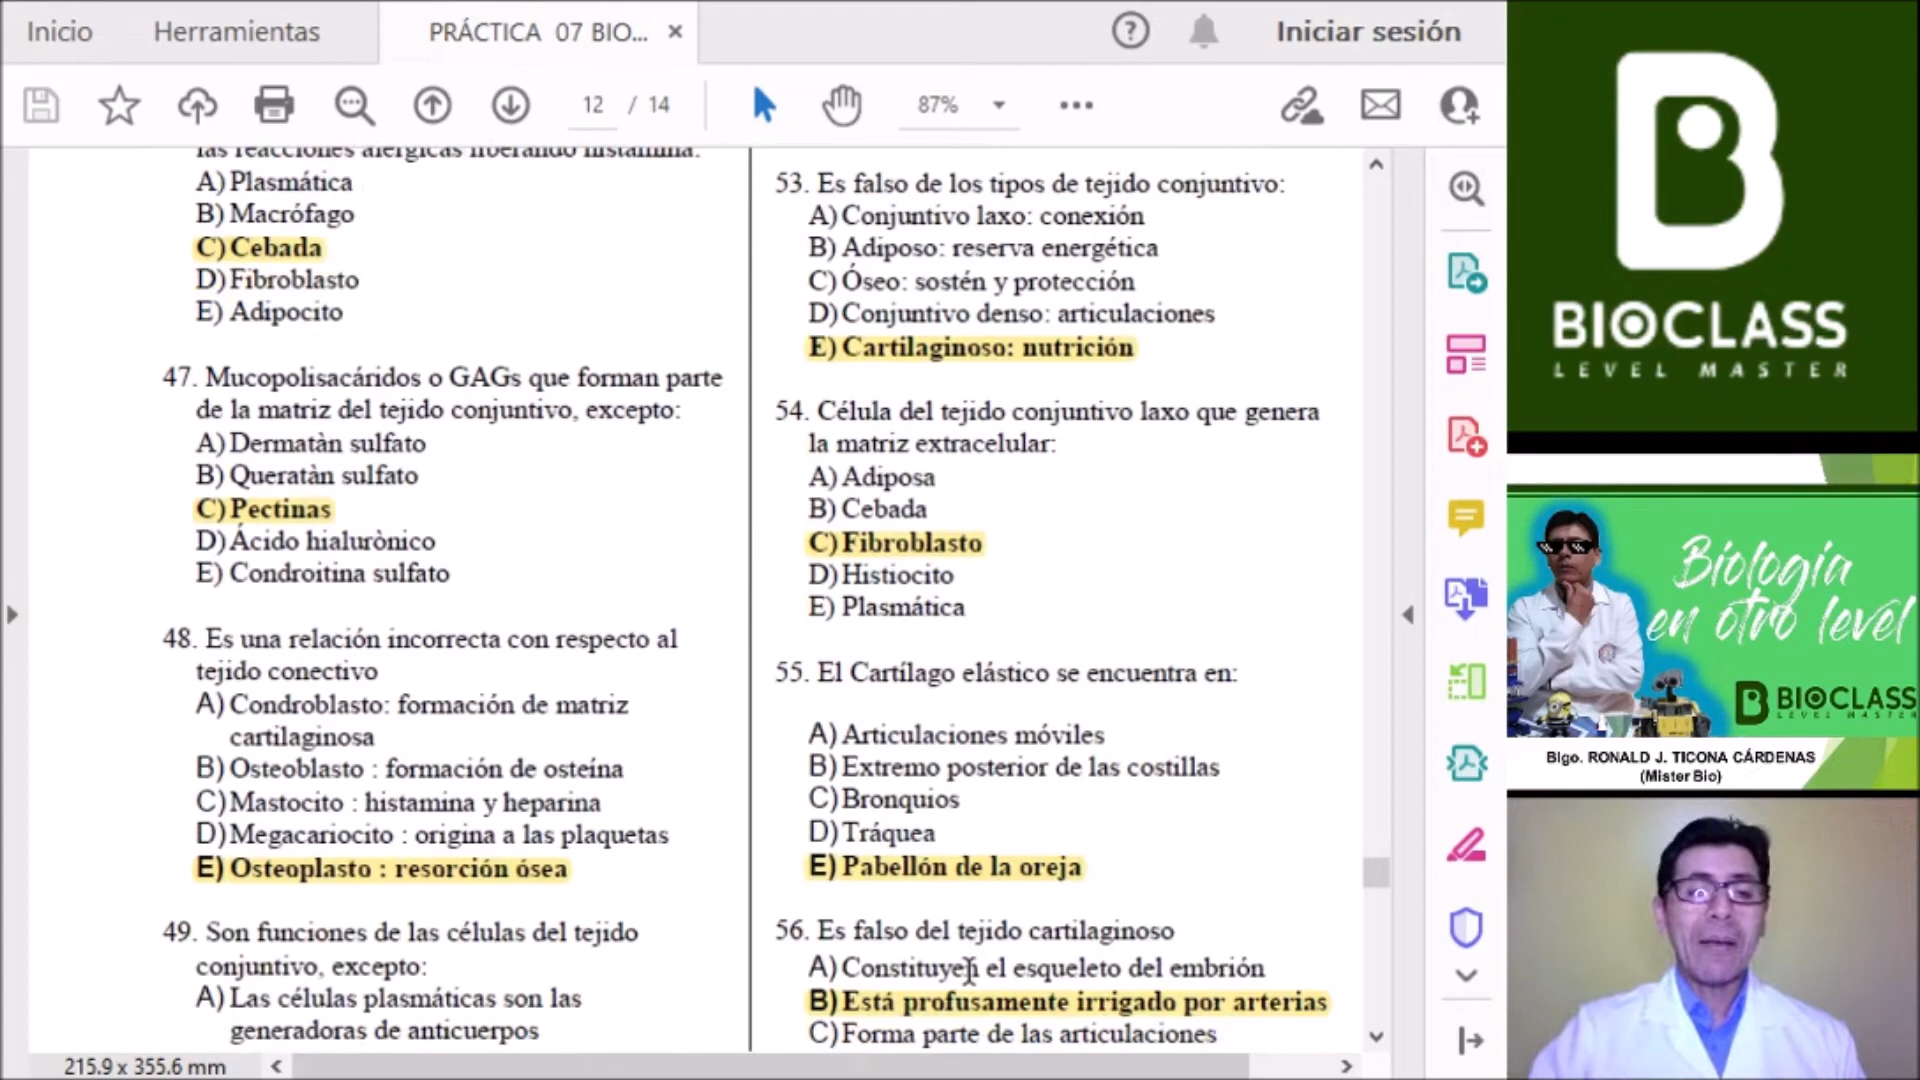 Inicio
Herramientas
PRÁCTICA 07 BIO...
Iniciar sesión
12 / 14
87%
las reacciones alérgicas liberando histamina:
A) Plasmática
B) Macrófago
C) Cebada
D) Fibroblasto
E) Adipocito
47. Mucopolisacáridos o GAGs que forman parte
de la matriz del tejido conjuntivo, excepto:
A) Dermatàn sulfato
B) Queratàn sulfato
C) Pectinas
D) Ácido hialurònico
E) Condroitina sulfato
48. Es una relación incorrecta con respecto al
tejido conectivo
A) Condroblasto: formación de matriz
cartilaginosa
B) Osteoblasto : formación de osteína
C) Mastocito : histamina y heparina
D) Megacariocito : origina a las plaquetas
E) Osteoplasto : resorción ósea
49. Son funciones de las células del tejido
conjuntivo, excepto:
A) Las células plasmáticas son las
generadoras de anticuerpos
53. Es falso de los tipos de tejido conjuntivo:
A) Conjuntivo laxo: conexión
B) Adiposo: reserva energética
C) Óseo: sostén y protección
D) Conjuntivo denso: articulaciones
E) Cartilaginoso: nutrición
54. Célula del tejido conjuntivo laxo que genera
la matriz extracelular:
A) Adiposa
B) Cebada
C) Fibroblasto
D) Histiocito
E) Plasmática
55. El Cartílago elástico se encuentra en:
A) Articulaciones móviles
B) Extremo posterior de las costillas
C) Bronquios
D) Tráquea
E) Pabellón de la oreja
56. Es falso del tejido cartilaginoso
A) Constituyen el esqueleto del embrión
B) Está profusamente irrigado por arterias
C) Forma parte de las articulaciones
215.9 x 355.6 mm
BIOCLASS
LEVEL MASTER
Biología
en otro level
BIOCLASS
LEVEL MASTER
Blgo. RONALD J. TICONA CÁRDENAS
(Mister Bio)